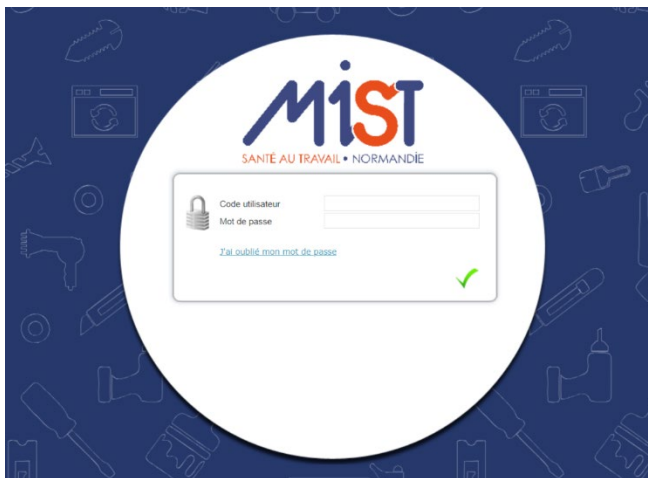 MiST
SANTÉ AU TRAVAIL • NORMANDIE
Code utilisateur
Mot de passe
J'ai oublié mon mot de passe